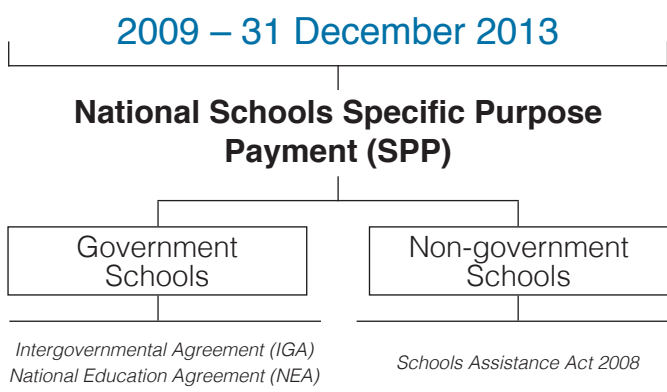 2009 – 31 December 2013
National Schools Specific Purpose
Payment (SPP)
Government
Schools
Non-government
Schools
Intergovernmental Agreement (IGA)
National Education Agreement (NEA)
Schools Assistance Act 2008